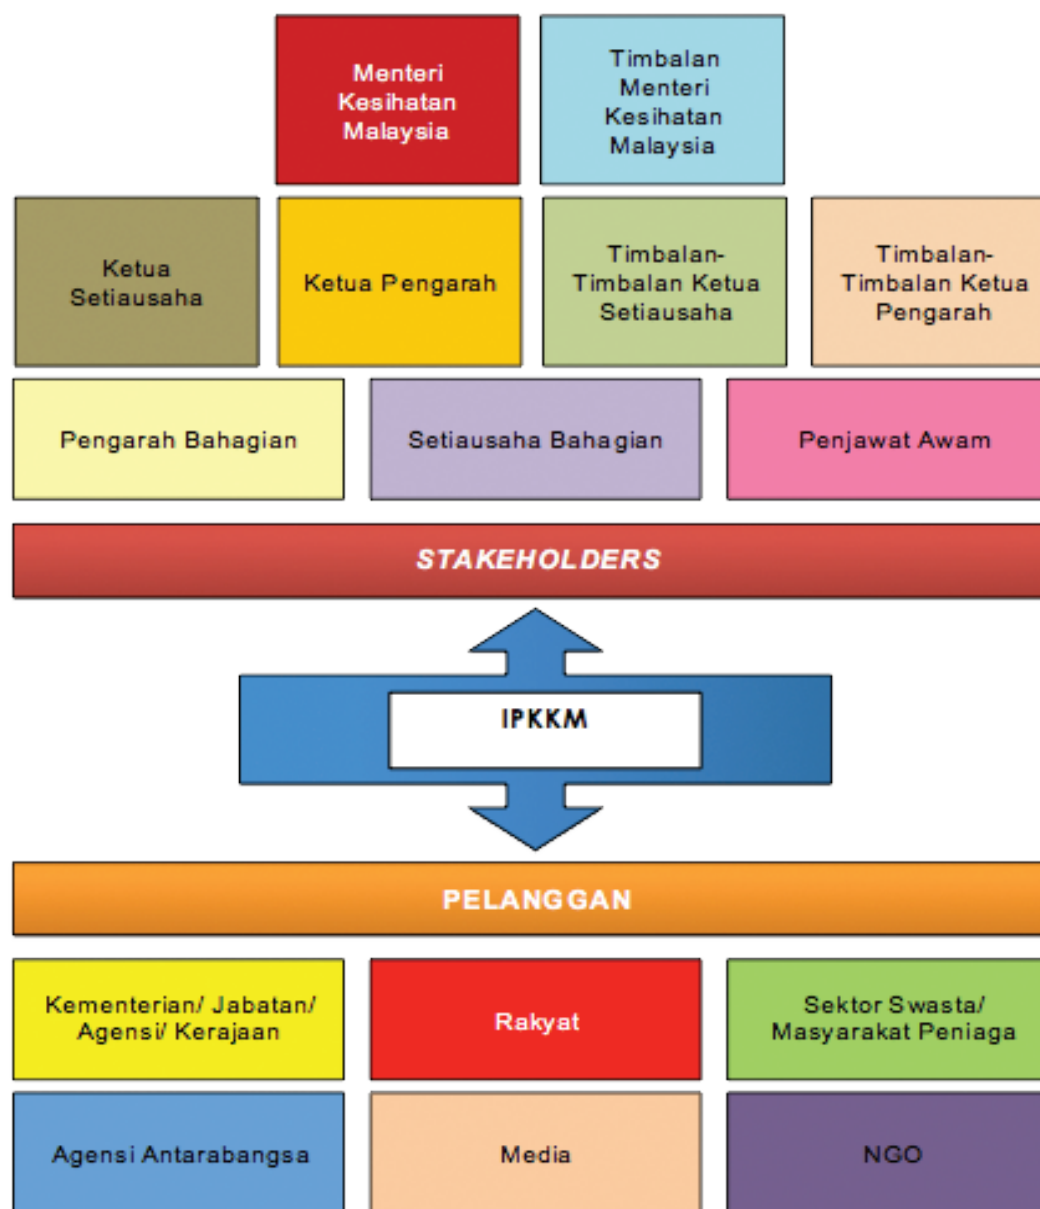 Menteri
Kesihatan
Malaysia
Timbalan
Menteri
Kesihatan
Malaysia
Ketua
Setiausaha
Ketua Pengarah
Timbalan-
Timbalan Ketua
Setiausaha
Timbalan-
Timbalan Ketua
Pengarah
Pengarah Bahagian
Setiausaha Bahagian
Penjawat Awam
STAKEHOLDERS
IPKKM
PELANGGAN
Kementerian/ Jabatan/
Agensi/ Kerajaan
Rakyat
Sektor Swasta/
Masyarakat Peniaga
Agensi Antarabangsa
Media
NGO